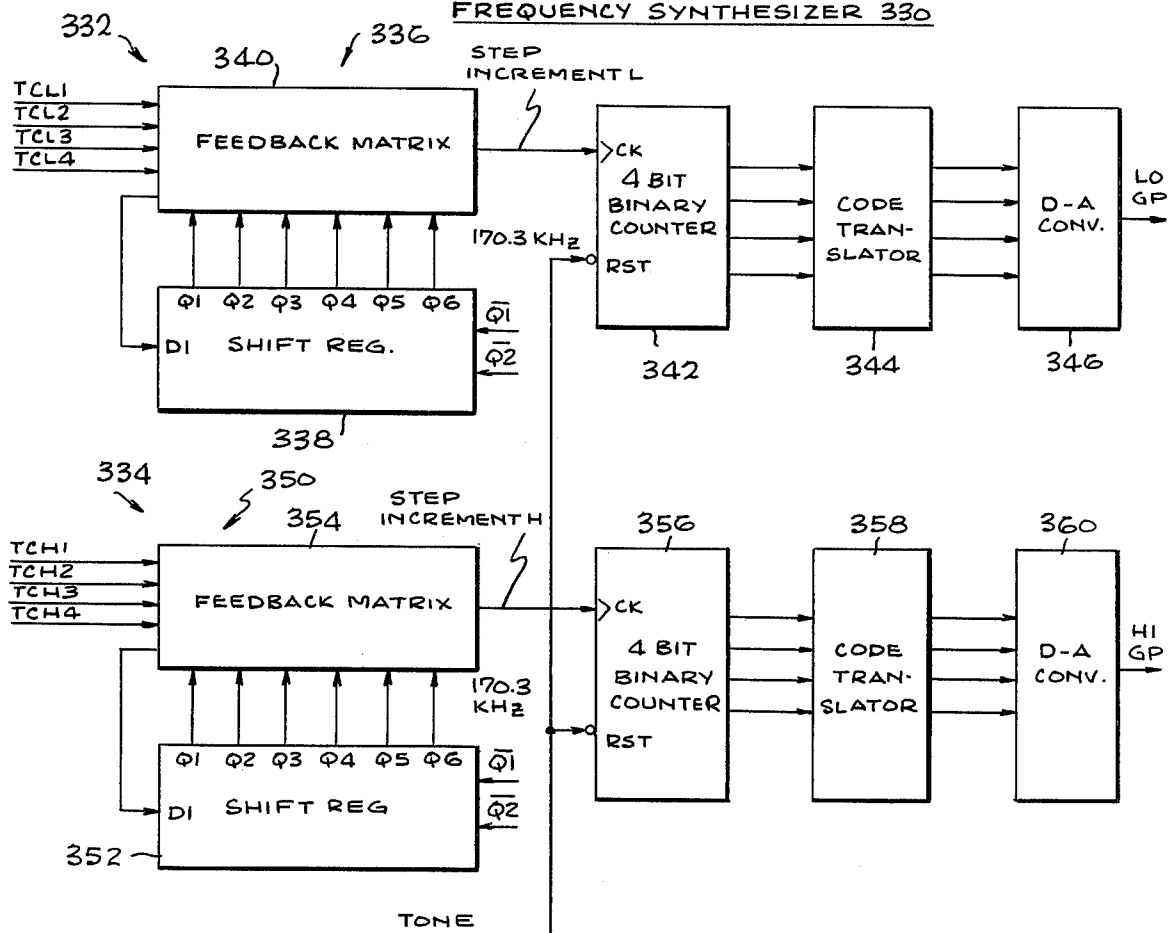 FREQUENCY SYNTHESIZER 330
332
340
336
STEP
INCREMENT L
TCL1
TCL2
TCL3
TCL4
FEEDBACK MATRIX
>CK
4 BIT
BINARY
COUNTER
RST
170.3 KHz
CODE
TRAN-
SLATOR
D-A
CONV.
LO
GP
Q1 Q2 Q3 Q4 Q5 Q6
DI SHIFT REG.
Q̅1̅
Q̅2̅
338
342
344
346
334
350
354
STEP
INCREMENT H
356
358
360
TCH1
TCH2
TCH3
TCH4
FEEDBACK MATRIX
>CK
4 BIT
BINARY
COUNTER
RST
170.3
KHz
CODE
TRAN-
SLATOR
D-A
CONV.
HI
GP
Q1 Q2 Q3 Q4 Q5 Q6
DI SHIFT REG
Q̅1̅
Q̅2̅
352
TONE